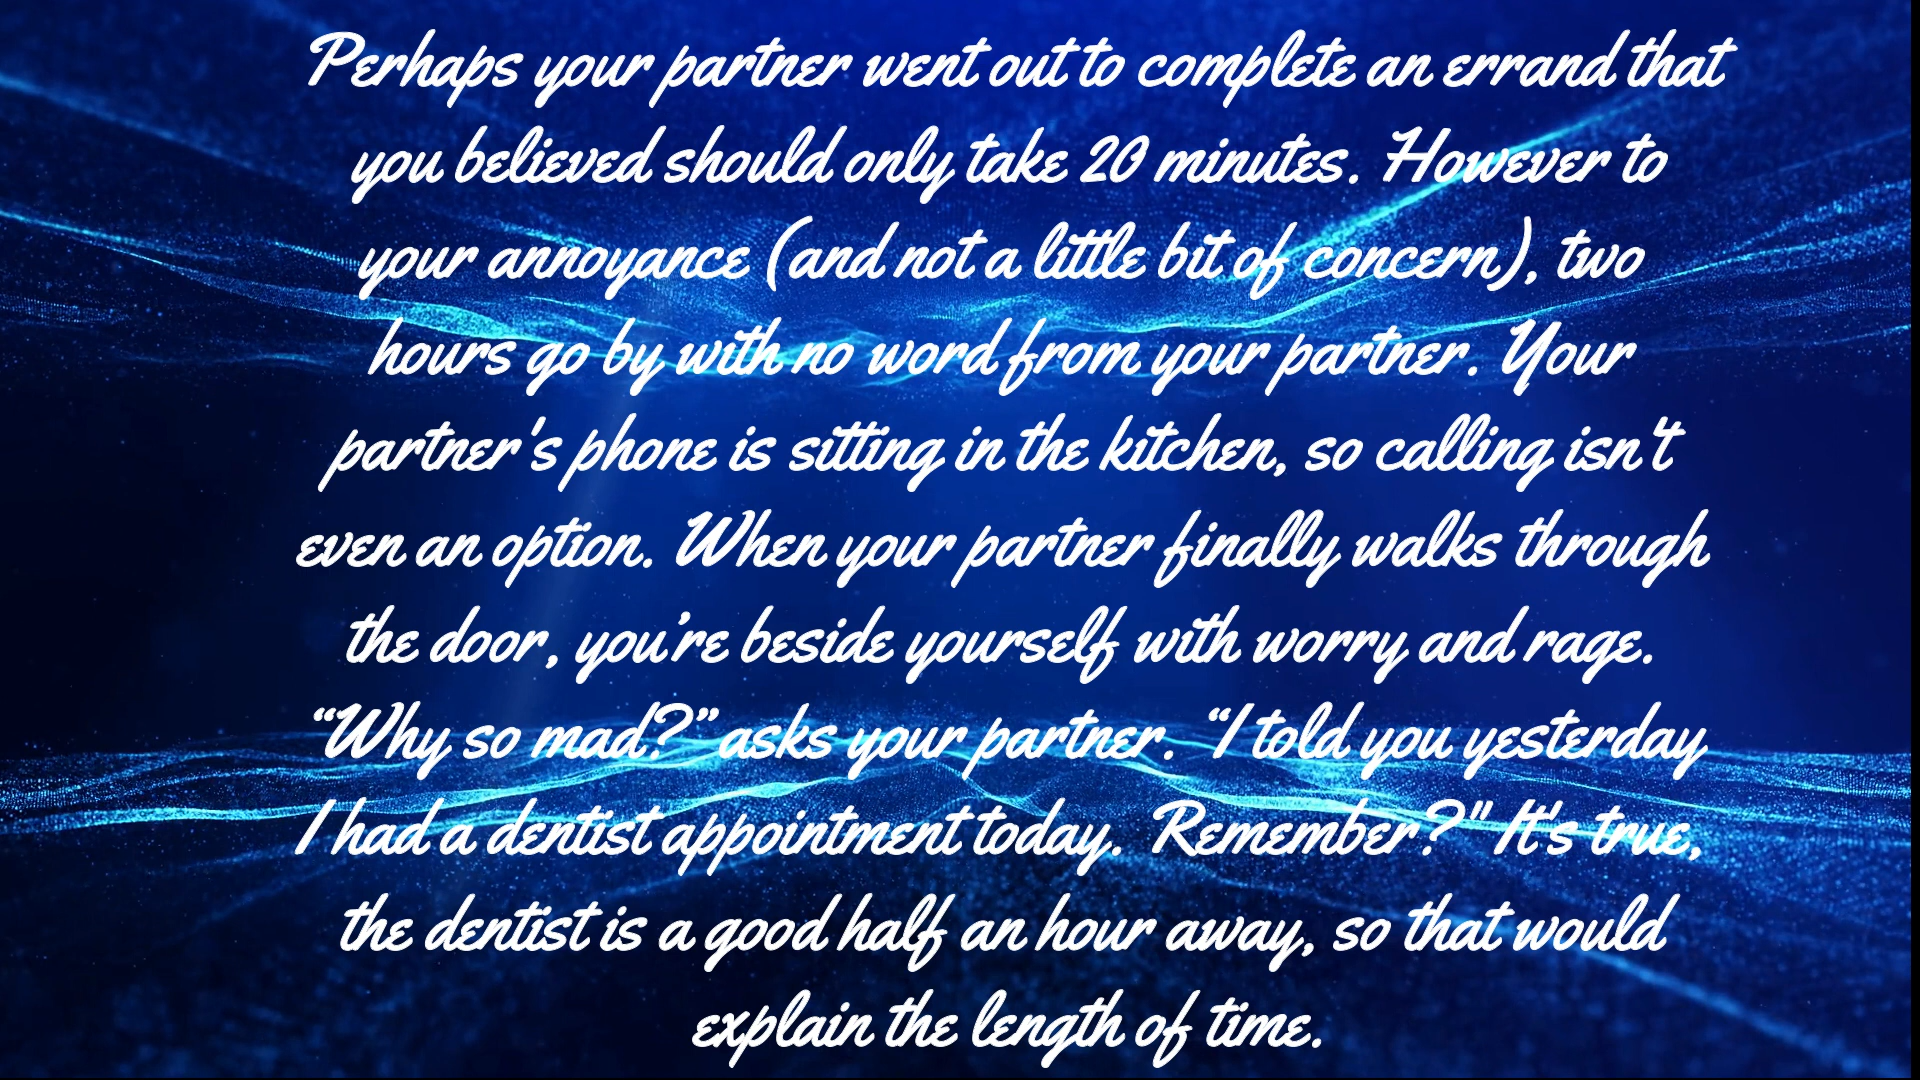 Perhaps your partner went out to complete an errand that
you believed should only take 20 minutes. However to
your annoyance (and not a little bit of concern), two
hours go by with no word from your partner. Your
partner's phone is sitting in the kitchen, so calling isn't
even an option. When your partner finally walks through
the door, you’re beside yourself with worry and rage.
“Why so mad?” asks your partner. “I told you yesterday
I had a dentist appointment today. Remember?" It's true,
the dentist is a good half an hour away, so that would
explain the length of time.